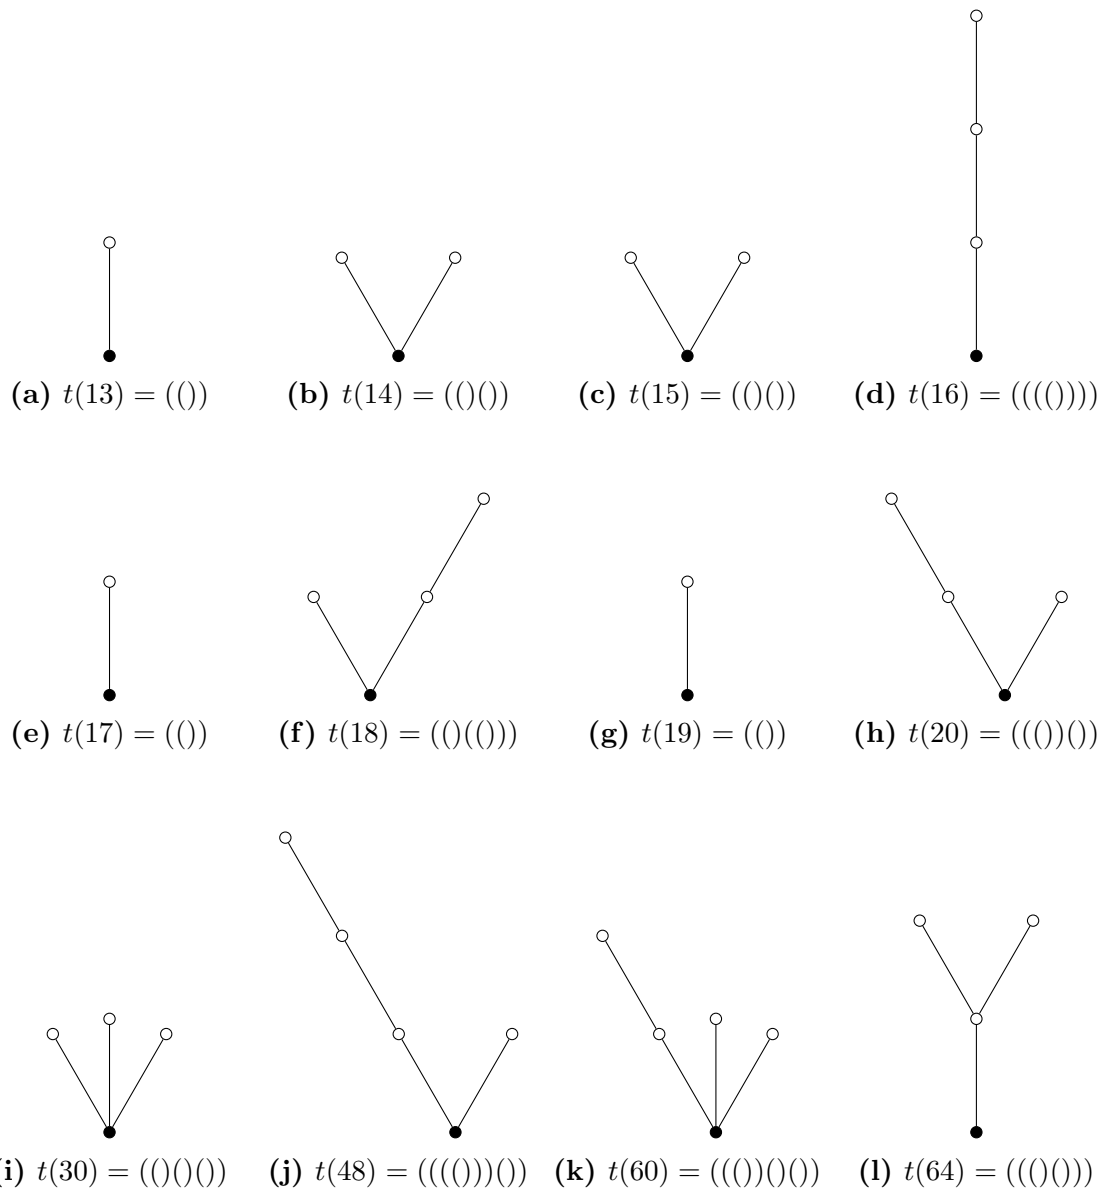 (a) t(13) = (()) (b) t(14) = (()()) (c) t(15) = (()()) (d) t(16) = (((())))
(e) t(17) = (()) (f) t(18) = (()(())) (g) t(19) = (()) (h) t(20) = ((())())
i) t(30) = (()()()) (j) t(48) = (((()))()) (k) t(60) = ((())()()) (l) t(64) = ((()()))